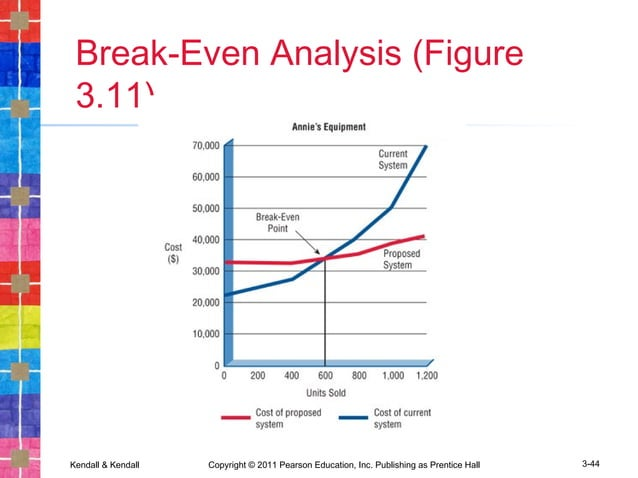 Break-Even Analysis (Figure
3.11)
Annie's Equipment
70,000
60,000
50,000
40,000
30,000
20,000
10,000
0
Cost
($)
Current
System
Break-Even
Point
Proposed
System
0 200 400 600 800 1,000 1,200
Units Sold
Cost of proposed
system
Cost of current
system
Kendall & Kendall
Copyright © 2011 Pearson Education, Inc. Publishing as Prentice Hall
3-44